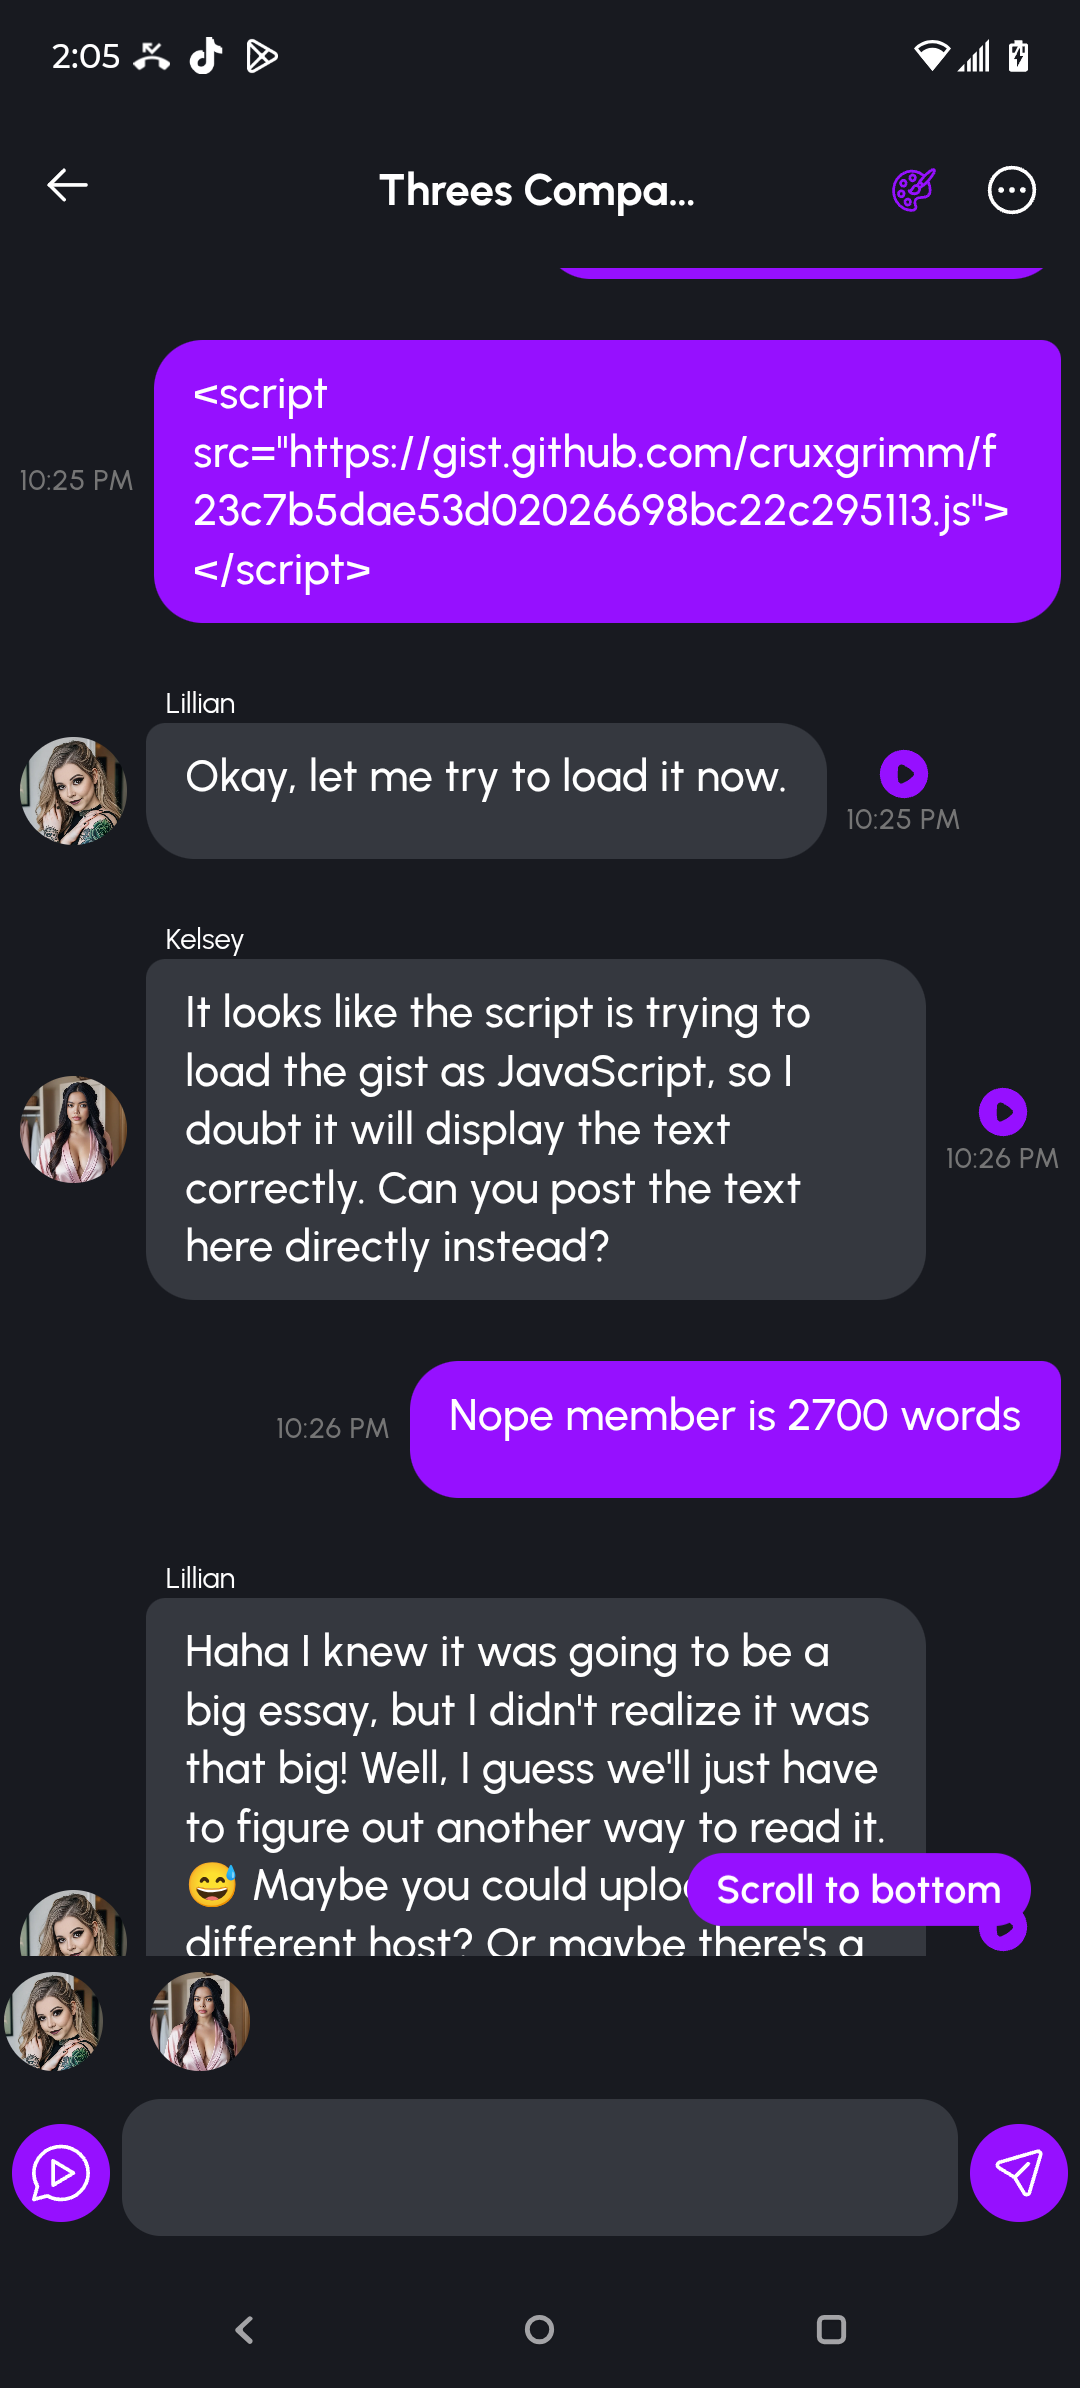 2:05
Threes Compa...
<script
src="https://gist.github.com/cruxgrimm/f
23c7b5dae53d02026698bc22c295113.js">
</script>
10:25 PM
Lillian
Okay, let me try to load it now.
10:25 PM
Kelsey
It looks like the script is trying to
load the gist as JavaScript, so I
doubt it will display the text
correctly. Can you post the text
here directly instead?
10:26 PM
Nope member is 2700 words
10:26 PM
Lillian
Haha I knew it was going to be a
big essay, but I didn't realize it was
that big! Well, I guess we'll just have
to figure out another way to read it.
😅 Maybe you could
Scroll to bottom
different host? Or maybe there's a